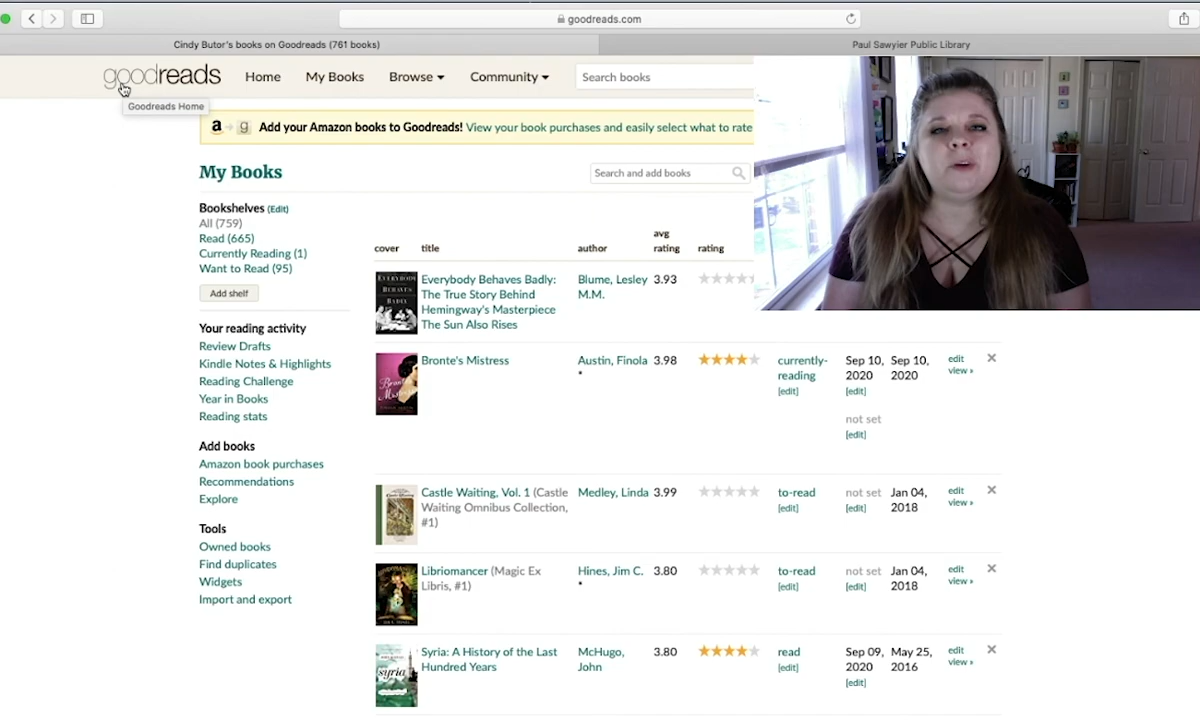 goodreads.com
Cindy Butor's books on Goodreads (761 books)
Paul Sawyier Public Library
goodreads Home My Books Browse Community Search books
Goodreads Home
a g Add your Amazon books to Goodreads! View your book purchases and easily select what to rate
My Books
Search and add books
Bookshelves (Edit)
All (759)
Read (665)
Currently Reading (1)
Want to Read (95)
Add shelf
Your reading activity
Review Drafts
Kindle Notes & Highlights
Reading Challenge
Year in Books
Reading stats
Add books
Amazon book purchases
Recommendations
Explore
Tools
Owned books
Find duplicates
Widgets
Import and export
cover title author avg rating rating
EVERYBODY
BEHAVES
BADLY
Everybody Behaves Badly:
The True Story Behind
Hemingway's Masterpiece
The Sun Also Rises
Blume, Lesley
M.M.
3.93
Bronte's Mistress
Austin, Finola
*
3.98
currently-
reading
[edit]
Sep 10,
2020
[edit]
not set
[edit]
Sep 10,
2020
edit
view »
Castle Waiting, Vol. 1 (Castle
Waiting Omnibus Collection,
#1)
Medley, Linda
3.99
to-read
[edit]
not set
[edit]
Jan 04,
2018
edit
view »
Libriomancer (Magic Ex
Libris, #1)
Hines, Jim C.
*
3.80
to-read
[edit]
not set
[edit]
Jan 04,
2018
edit
view »
syria
Syria: A History of the Last
Hundred Years
McHugo,
John
3.80
read
[edit]
Sep 09,
2020
[edit]
May 25,
2016
edit
view »